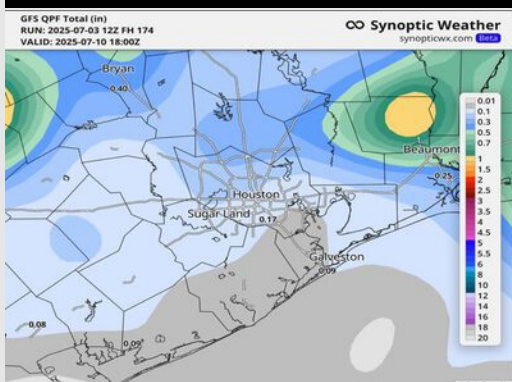 GFS QPF Total (in)
RUN: 2025-07-03 12Z FH 174
VALID: 2025-07-10 18:00Z
Synoptic Weather
synopticwx.com Beta
Bryan
0.40
Beaumont
0.25
Houston
Sugar Land 0.17
Galveston
0.09
0.08
0.09
0.01
0.1
0.3
0.5
0.7
1
1.5
2
2.5
3
3.5
4
4.5
5
5.5
6
8
10
12
14
16
18
20